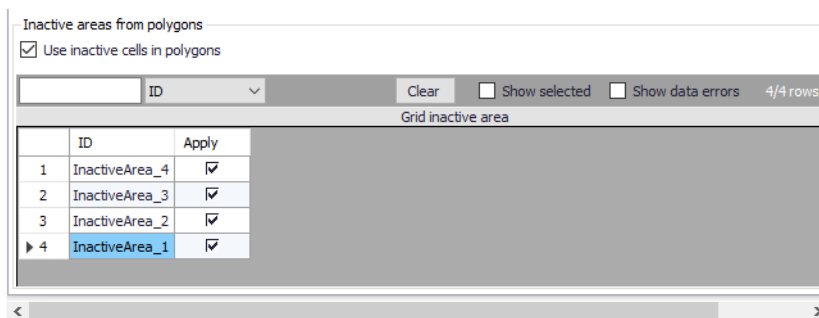 Inactive areas from polygons
Use inactive cells in polygons
ID Clear Show selected Show data errors 4/4 rows
Grid inactive area
ID Apply
1 InactiveArea_4
2 InactiveArea_3
3 InactiveArea_2
4 InactiveArea_1